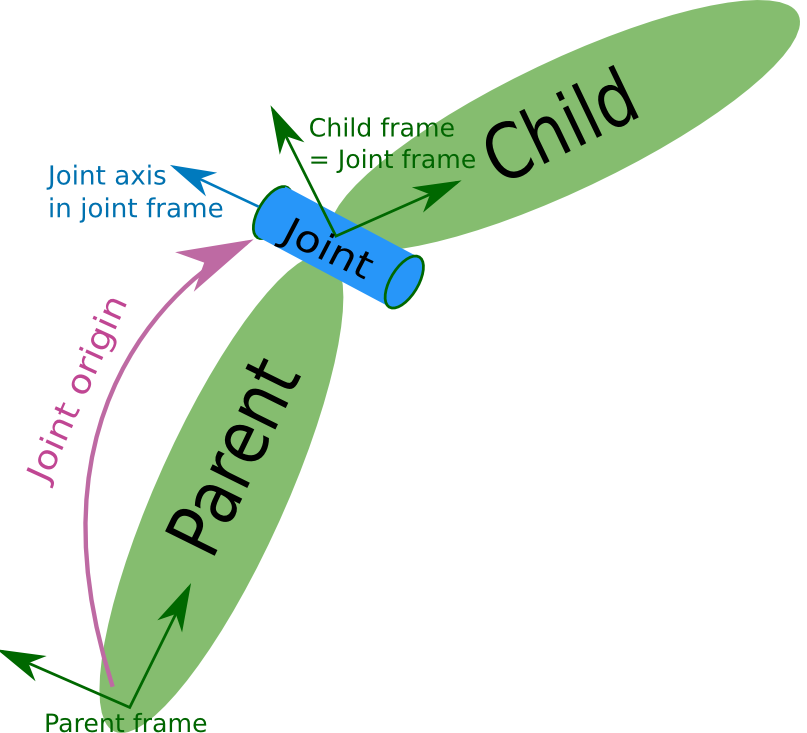 Child
Child frame
= Joint frame
Joint axis
in joint frame
Joint
Joint origin
Parent
Parent frame